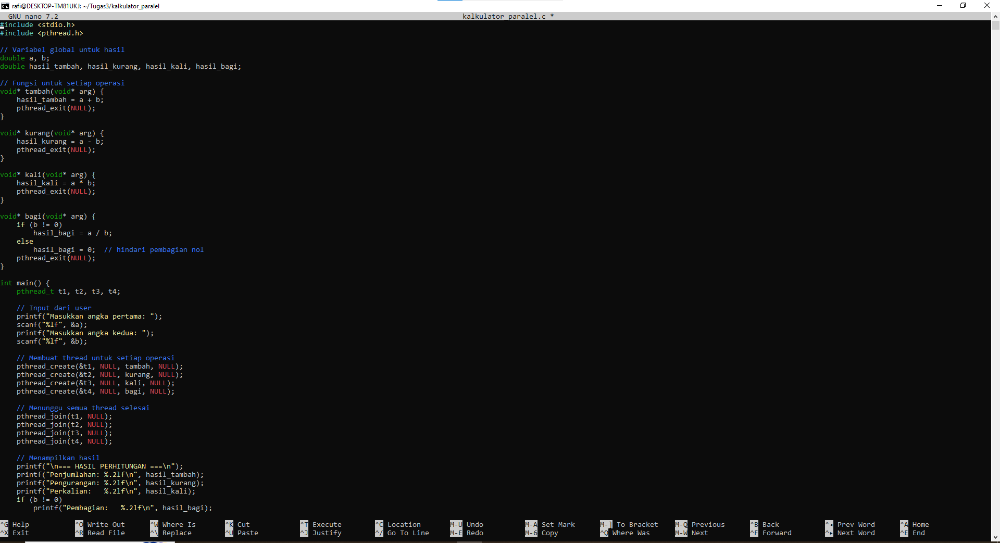 rafi@DESKTOP-TM81UKJ: ~/Tugas3/kalkulator_paralel
GNU nano 7.2 kalkulator_paralel.c *
#include <stdio.h>
#include <pthread.h>

// Variabel global untuk hasil
double a, b;
double hasil_tambah, hasil_kurang, hasil_kali, hasil_bagi;

// Fungsi untuk setiap operasi
void* tambah(void* arg) {
    hasil_tambah = a + b;
    pthread_exit(NULL);
}

void* kurang(void* arg) {
    hasil_kurang = a - b;
    pthread_exit(NULL);
}

void* kali(void* arg) {
    hasil_kali = a * b;
    pthread_exit(NULL);
}

void* bagi(void* arg) {
    if (b != 0)
        hasil_bagi = a / b;
    else
        hasil_bagi = 0;  // hindari pembagian nol
    pthread_exit(NULL);
}

int main() {
    pthread_t t1, t2, t3, t4;

    // Input dari user
    printf("Masukkan angka pertama: ");
    scanf("%lf", &a);
    printf("Masukkan angka kedua: ");
    scanf("%lf", &b);

    // Membuat thread untuk setiap operasi
    pthread_create(&t1, NULL, tambah, NULL);
    pthread_create(&t2, NULL, kurang, NULL);
    pthread_create(&t3, NULL, kali, NULL);
    pthread_create(&t4, NULL, bagi, NULL);

    // Menunggu semua thread selesai
    pthread_join(t1, NULL);
    pthread_join(t2, NULL);
    pthread_join(t3, NULL);
    pthread_join(t4, NULL);

    // Menampilkan hasil
    printf("\n=== HASIL PERHITUNGAN ===\n");
    printf("Penjumlahan: %.2lf\n", hasil_tambah);
    printf("Pengurangan: %.2lf\n", hasil_kurang);
    printf("Perkalian:   %.2lf\n", hasil_kali);
    if (b != 0)
        printf("Pembagian:   %.2lf\n", hasil_bagi);

^G Help ^O Write Out ^W Where Is ^K Cut ^T Execute ^C Location M-U Undo M-A Set Mark M-] To Bracket M-Q Previous ^B Back ^◂ Prev Word ^A Home
^X Exit ^R Read File ^\ Replace ^U Paste ^J Justify ^/ Go To Line M-E Redo M-6 Copy ^Q Where Was M-W Next ^F Forward ^▸ Next Word ^E End